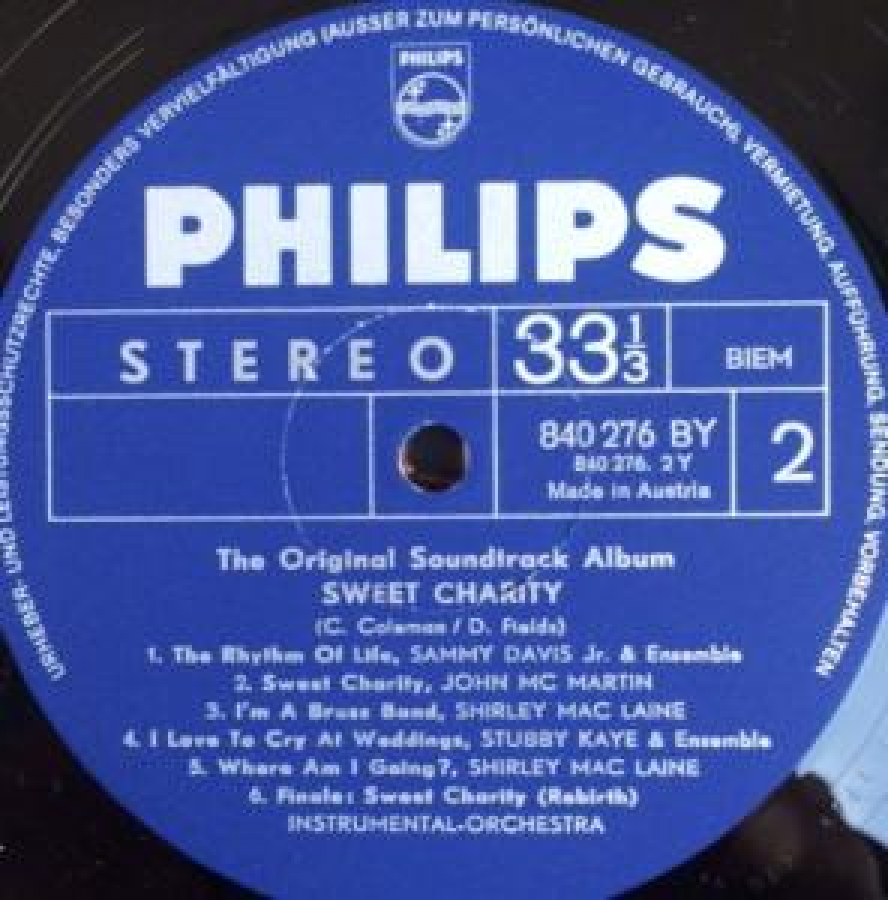 URHEBER- UND LEISTUNGSSCHUTZRECHTE, BESONDERS VERVIELFÄLTIGUNG (AUSSER ZUM PERSÖNLICHEN GEBRAUCH), VERMIETUNG, AUFFÜHRUNG, SENDUNG, VORBEHALTEN
PHILIPS
PHILIPS
STEREO
33 1/3
BIEM
840 276 BY
840 276. 2 Y
Made in Austria
2
The Original Soundtrack Album
SWEET CHARITY
(C. Coleman / D. Fields)
1. The Rhythm Of Life, SAMMY DAVIS Jr. & Ensemble
2. Sweet Charity, JOHN MC MARTIN
3. I'm A Brass Band, SHIRLEY MAC LAINE
4. I Love To Cry At Weddings, STUBBY KAYE & Ensemble
5. Where Am I Going?, SHIRLEY MAC LAINE
6. Finale: Sweet Charity (Rebirth)
INSTRUMENTAL-ORCHESTRA